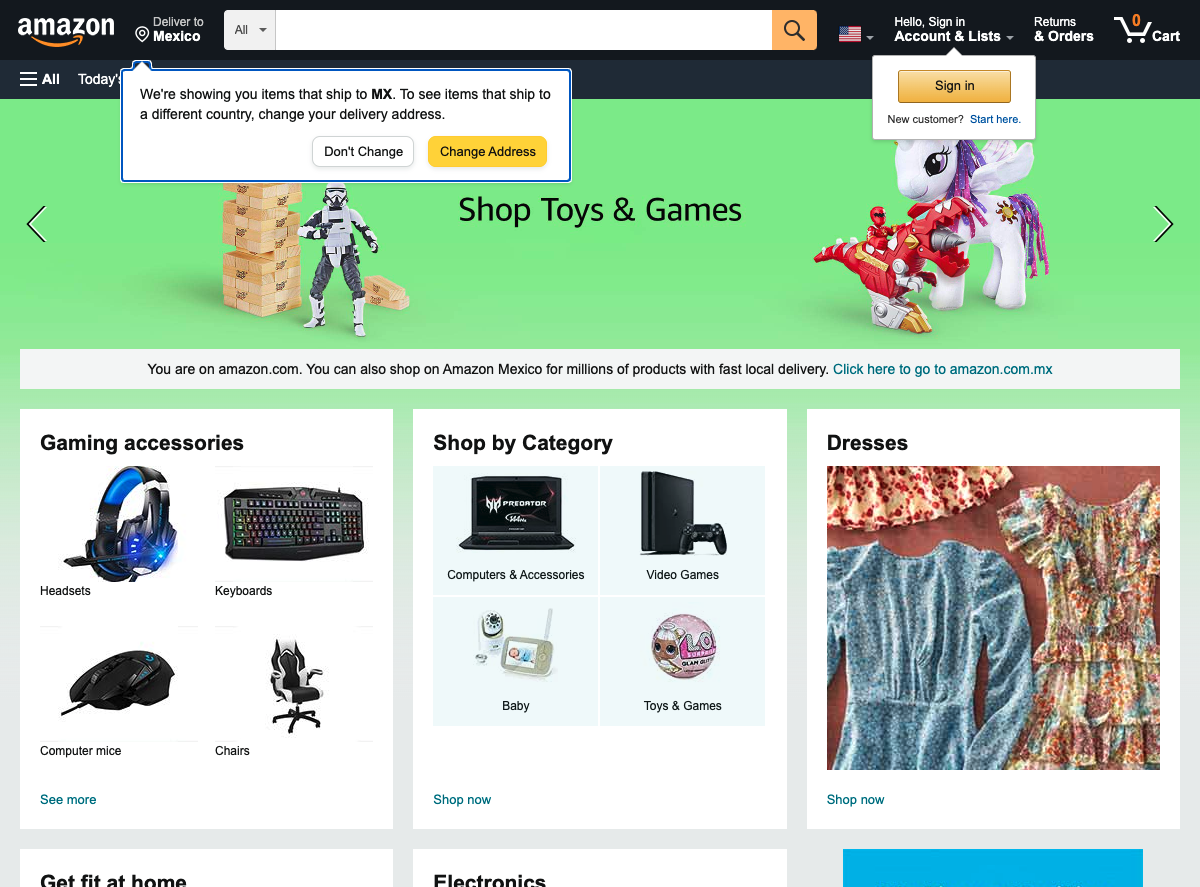 amazon
Deliver to
Mexico
All
Hello, Sign in
Account & Lists
Returns
& Orders
0
Cart
All
Today's
We're showing you items that ship to MX. To see items that ship to
a different country, change your delivery address.
Don't Change
Change Address
Sign in
New customer? Start here.
Shop Toys & Games
You are on amazon.com. You can also shop on Amazon Mexico for millions of products with fast local delivery. Click here to go to amazon.com.mx
Gaming accessories
Headsets
Keyboards
Computer mice
Chairs
See more
Shop by Category
PREDATOR
Computers & Accessories
Video Games
Baby
LOL
SURPRISE
Toys & Games
Shop now
Dresses
Shop now
Get fit at home
Electronics